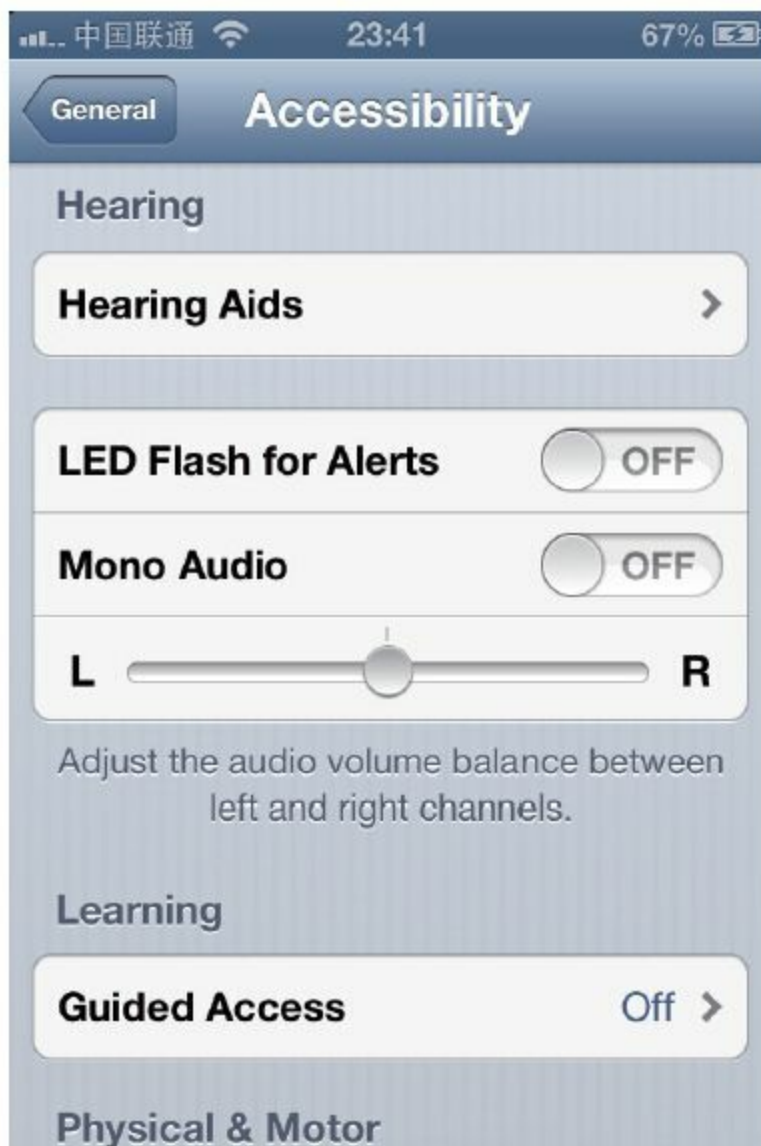 中国联通 23:41 67%
General Accessibility
Hearing
Hearing Aids
LED Flash for Alerts OFF
Mono Audio OFF
L R
Adjust the audio volume balance between
left and right channels.
Learning
Guided Access Off
Physical & Motor